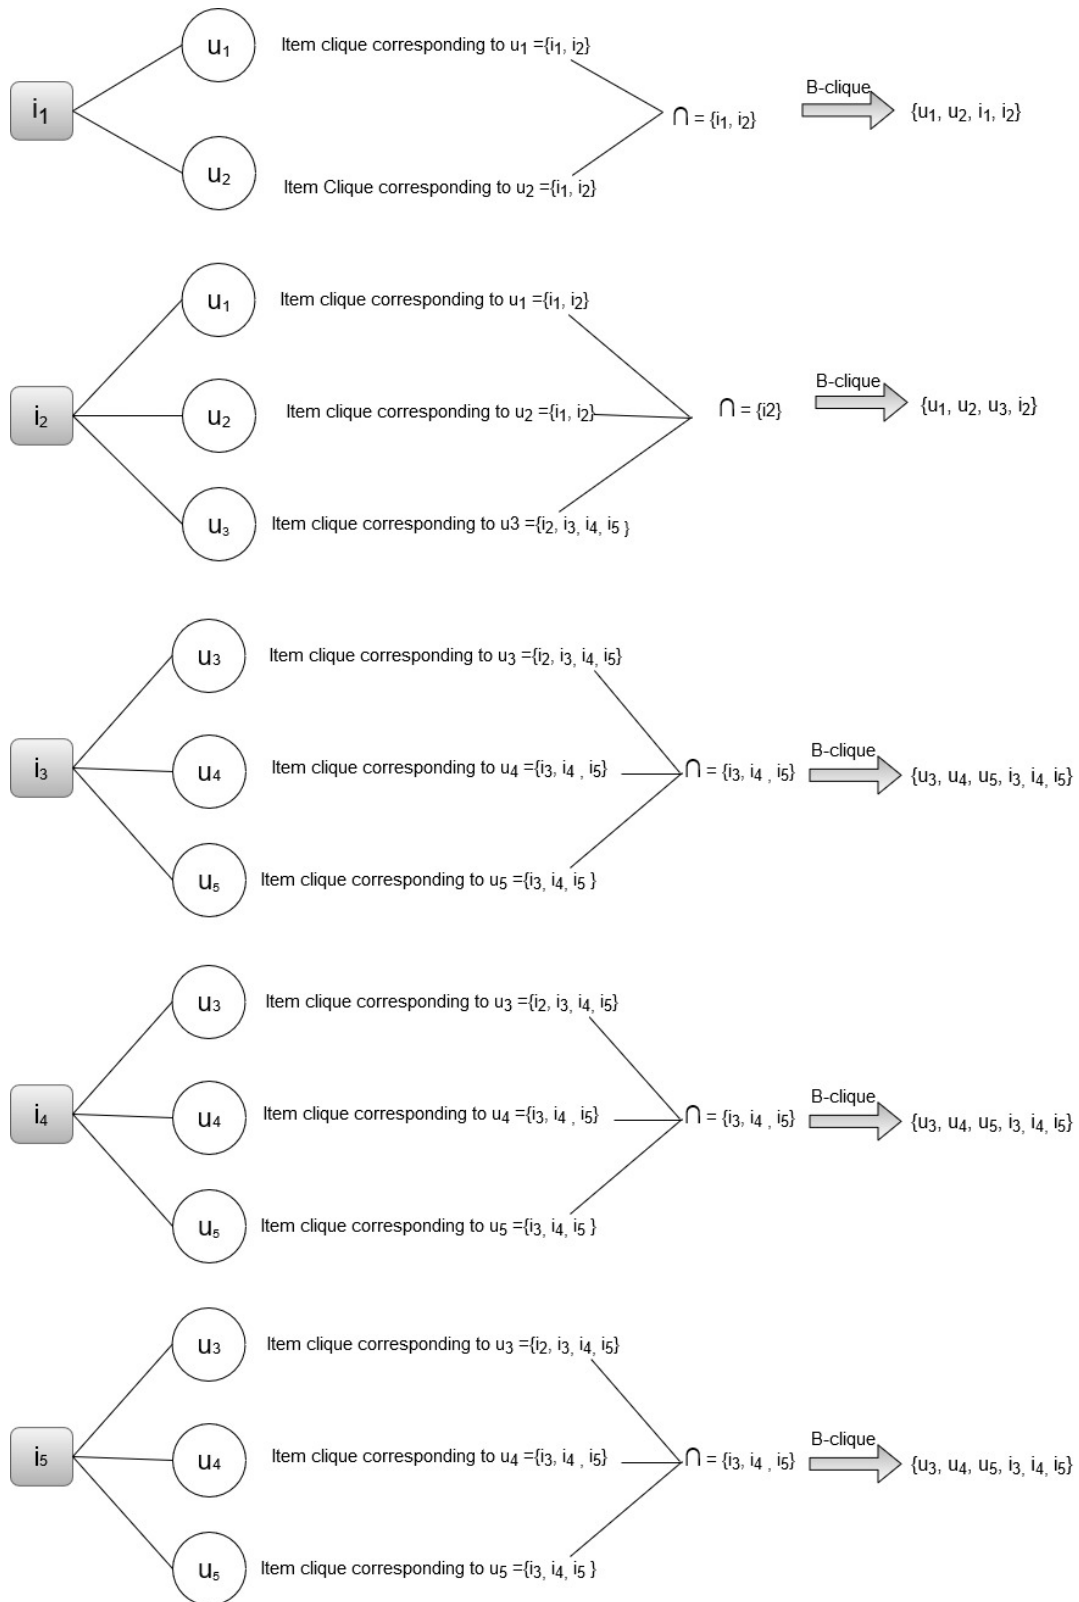 i₁
u₁
Item clique corresponding to u₁ ={i₁, i₂}
u₂
Item Clique corresponding to u₂ ={i₁, i₂}
∩ = {i₁, i₂}
B-clique
{u₁, u₂, i₁, i₂}
i₂
u₁
Item clique corresponding to u₁ ={i₁, i₂}
u₂
Item clique corresponding to u₂ ={i₁, i₂}
u₃
Item clique corresponding to u3 ={i₂, i₃, i₄, i₅ }
∩ = {i2}
B-clique
{u₁, u₂, u₃, i₂}
i₃
u₃
Item clique corresponding to u₃ ={i₂, i₃, i₄, i₅}
u₄
Item clique corresponding to u₄ ={i₃, i₄ , i₅}
u₅
Item clique corresponding to u₅ ={i₃, i₄, i₅ }
∩ = {i₃, i₄ , i₅}
B-clique
{u₃, u₄, u₅, i₃, i₄, i₅}
i₄
u₃
Item clique corresponding to u₃ ={i₂, i₃, i₄, i₅}
u₄
Item clique corresponding to u₄ ={i₃, i₄ , i₅}
u₅
Item clique corresponding to u₅ ={i₃, i₄, i₅ }
∩ = {i₃, i₄ , i₅}
B-clique
{u₃, u₄, u₅, i₃, i₄, i₅}
i₅
u₃
Item clique corresponding to u₃ ={i₂, i₃, i₄, i₅}
u₄
Item clique corresponding to u₄ ={i₃, i₄ , i₅}
u₅
Item clique corresponding to u₅ ={i₃, i₄, i₅ }
∩ = {i₃, i₄ , i₅}
B-clique
{u₃, u₄, u₅, i₃, i₄, i₅}